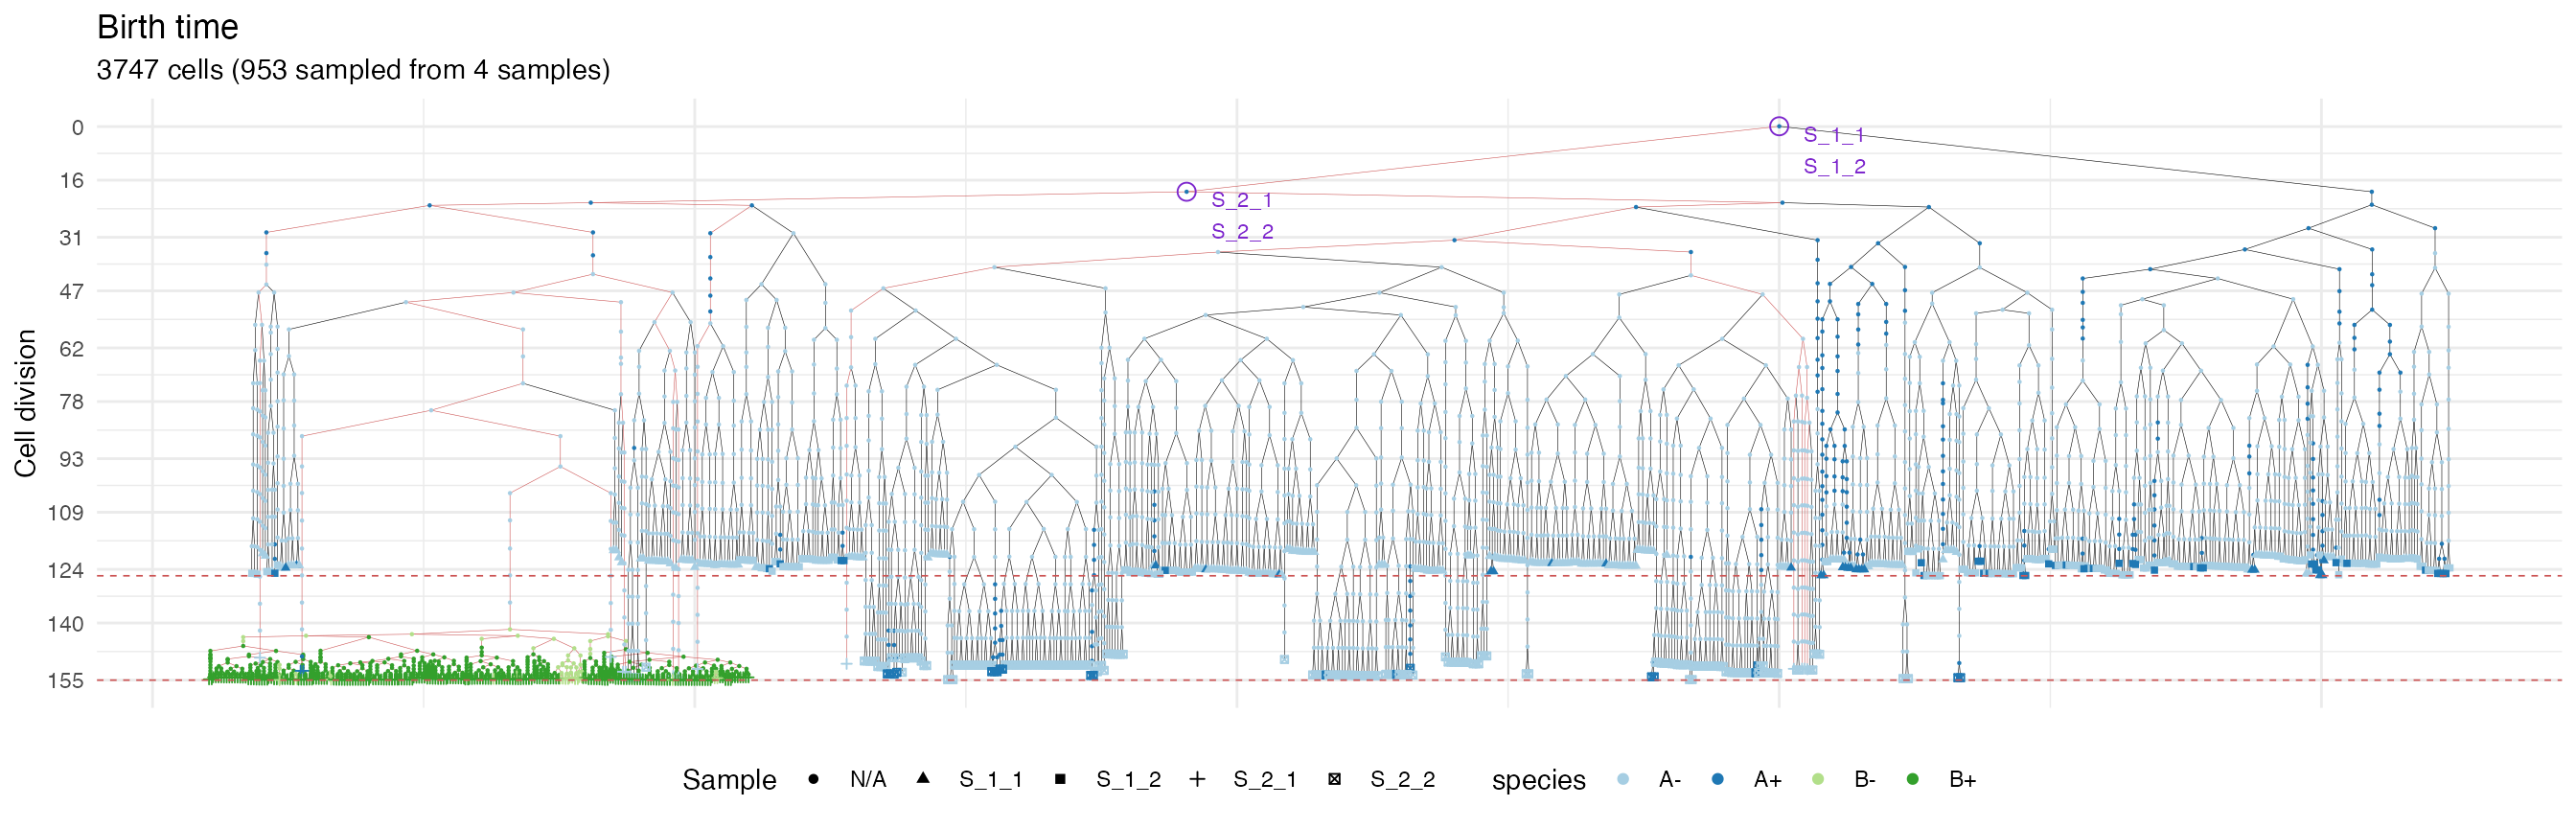 Birth time
3747 cells (953 sampled from 4 samples)
Cell division
0
16
31
47
62
78
93
109
124
140
155
S_1_1
S_1_2
S_2_1
S_2_2
Sample N/A S_1_1 S_1_2 S_2_1 S_2_2 species A- A+ B- B+